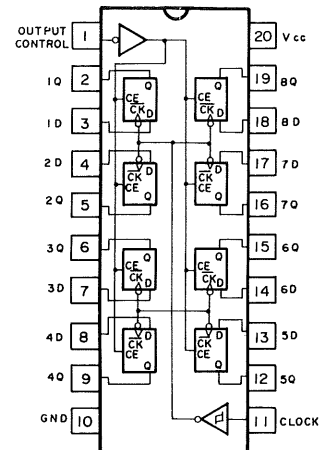 OUTPUT CONTROL 1 20 Vcc
1Q 2 Q Q 19 8Q
CE CK CE CK
1D 3 D D 18 8D
2D 4 D D 17 7D
CK CE CK CE
2Q 5 Q Q 16 7Q
3Q 6 Q Q 15 6Q
CE CK CE CK
3D 7 D D 14 6D
4D 8 D D 13 5D
CK CE CK CE
4Q 9 Q Q 12 5Q
GND 10 11 CLOCK